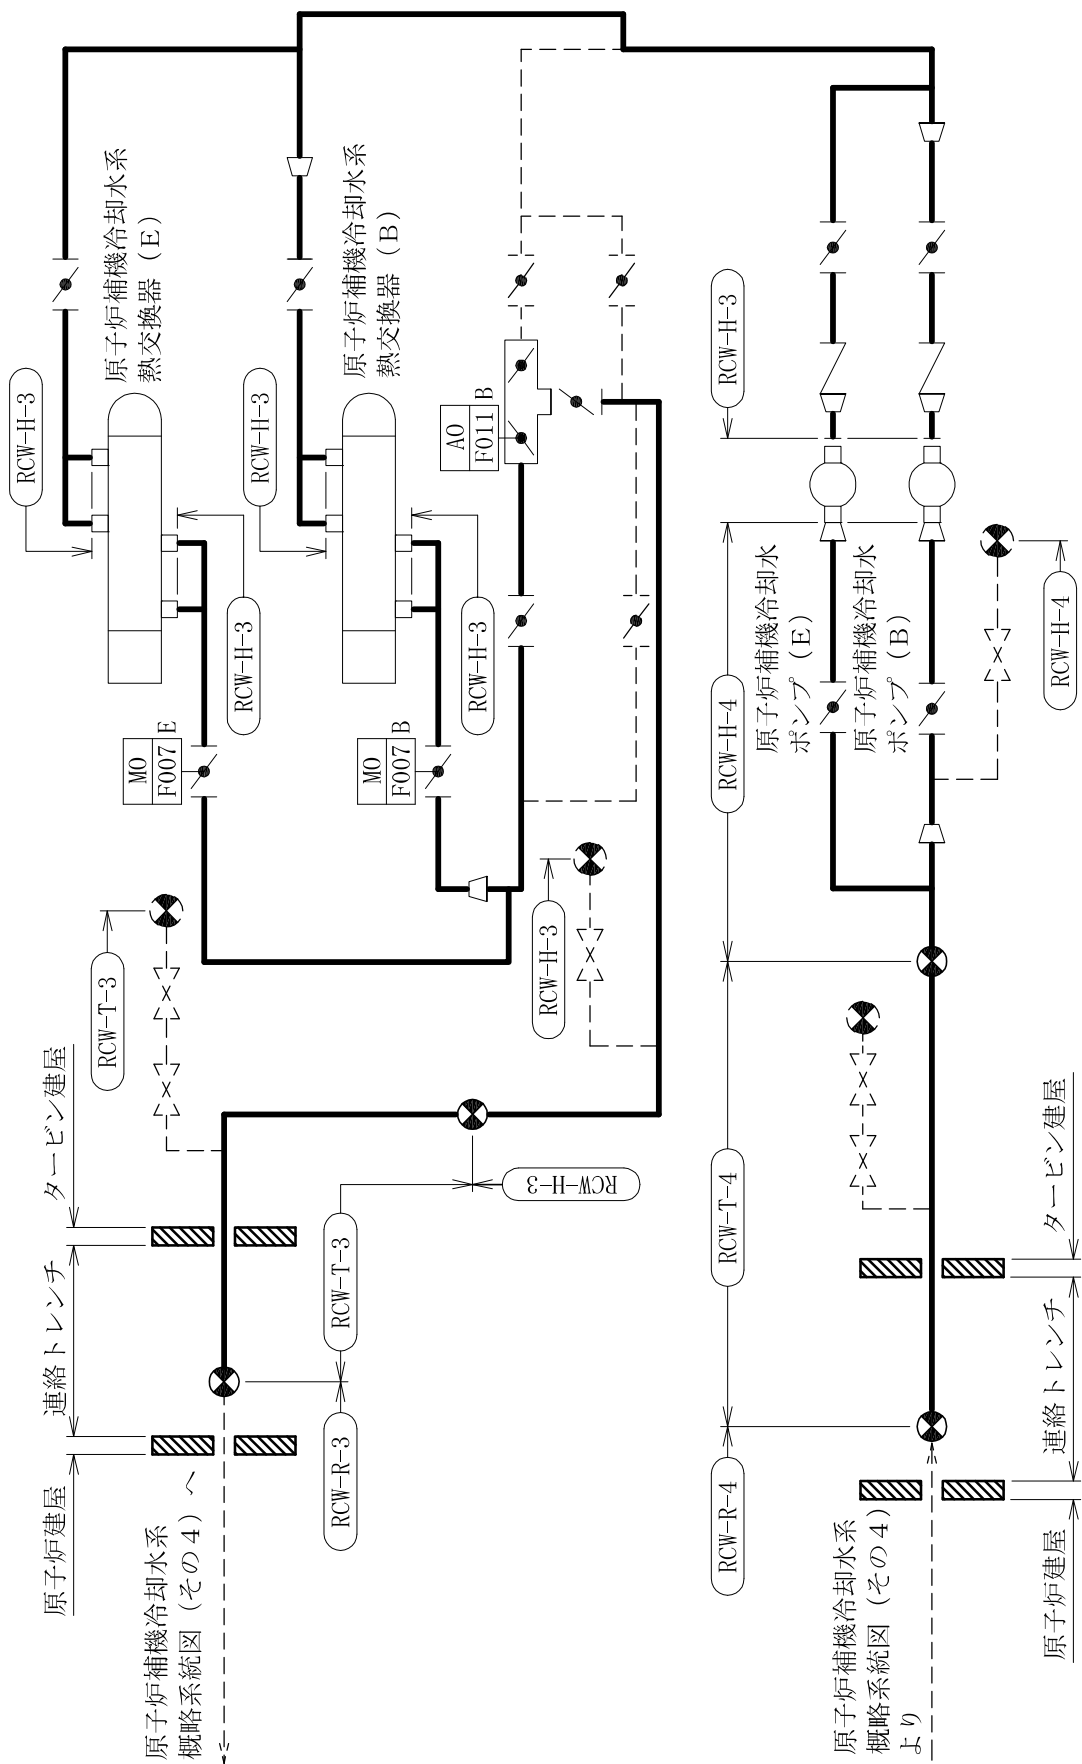 原子炉補機冷却水系
熱交換器（Ｅ）
原子炉補機冷却水系
熱交換器（Ｂ）
RCW-H-3
RCW-H-3
RCW-H-3
RCW-H-3
RCW-H-3
MO
F007
E
MO
F007
B
AO
F011
B
RCW-T-3
RCW-H-3
RCW-H-3
RCW-T-3
RCW-R-3
タービン建屋
連絡トレンチ
原子炉建屋
原子炉補機冷却水系
概略系統図（その４）へ
原子炉補機冷却水
ポンプ（Ｅ）
原子炉補機冷却水
ポンプ（Ｂ）
RCW-H-4
RCW-H-4
RCW-T-4
RCW-R-4
タービン建屋
連絡トレンチ
原子炉建屋
原子炉補機冷却水系
概略系統図（その４）
より